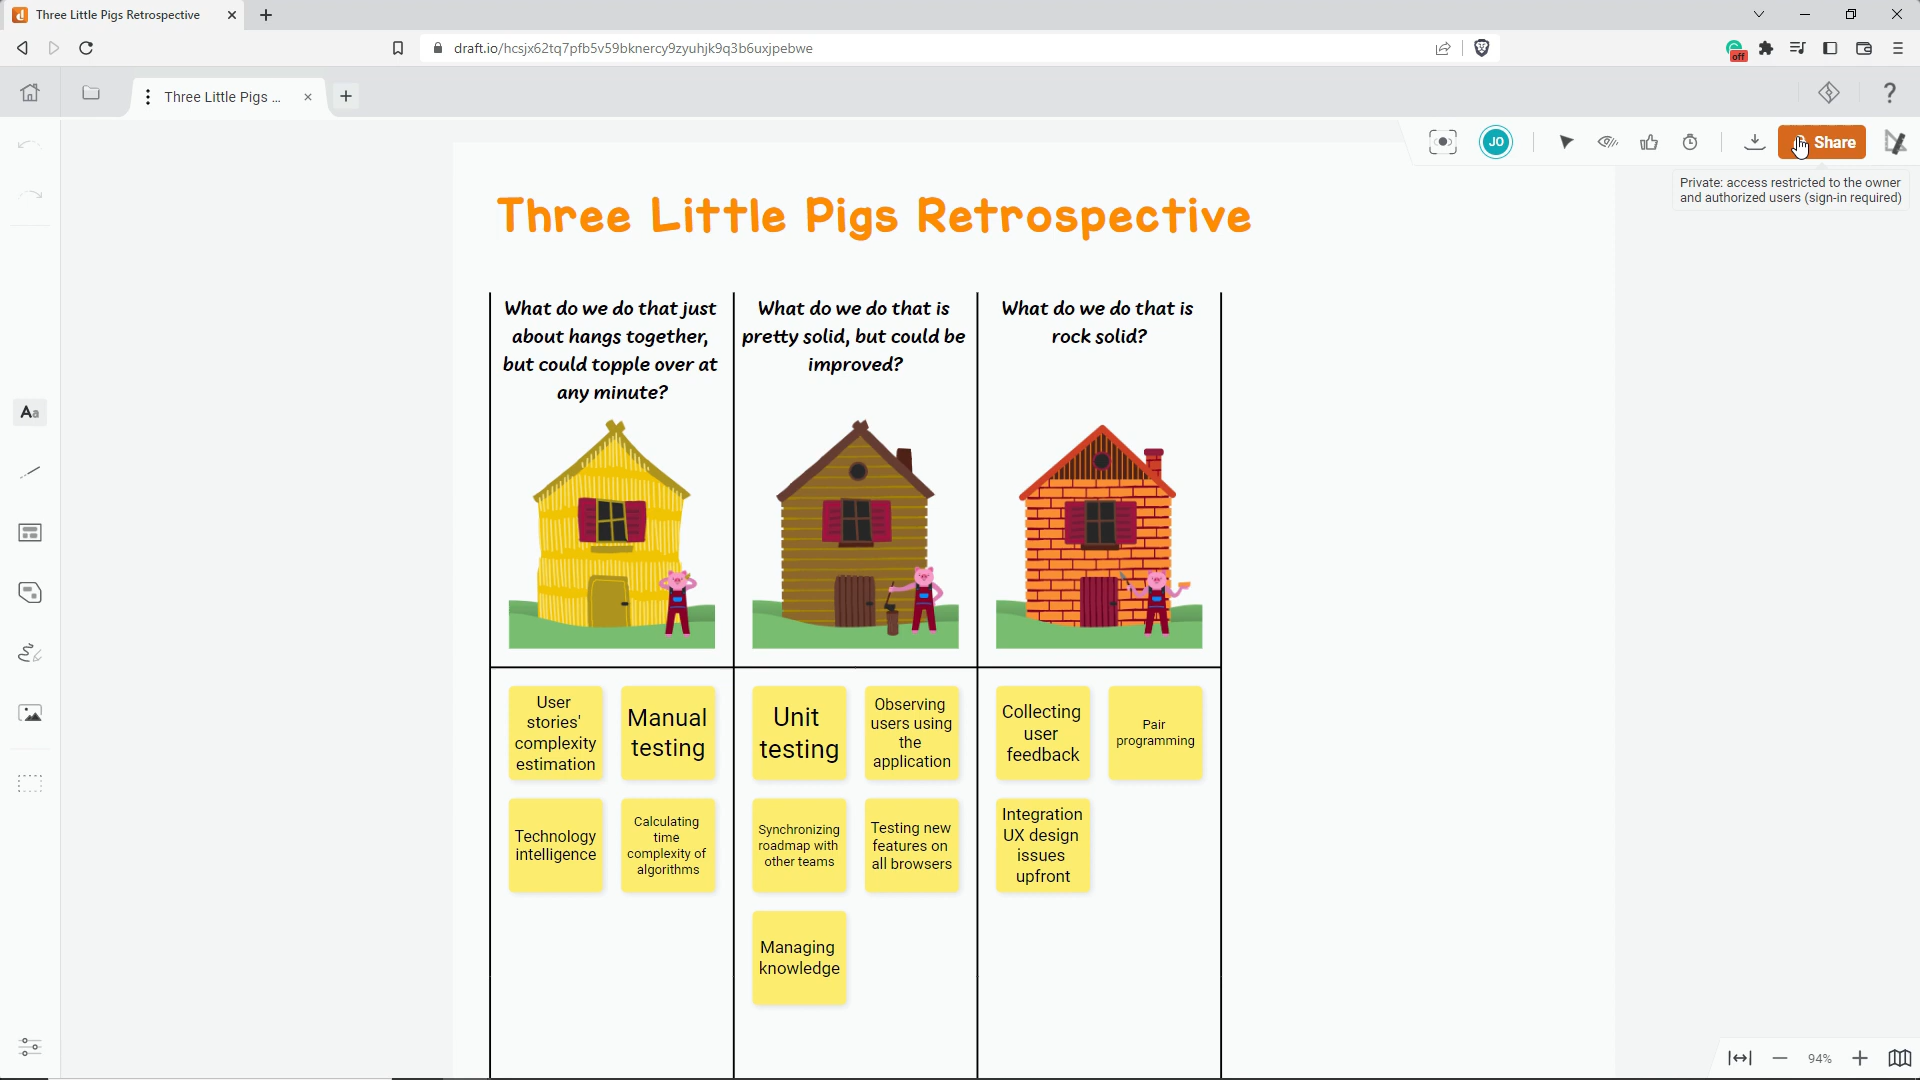 Three Little Pigs Retrospective
draft.io/hcsjx62tq7pfb5v59bknercy9zyuhjk9q3b6uxjpebwe
off
Three Little Pigs ...
?
JO
Share
Private: access restricted to the owner
and authorized users (sign-in required)
Aa
Three Little Pigs Retrospective
What do we do that just
about hangs together,
but could topple over at
any minute?
What do we do that is
pretty solid, but could be
improved?
What do we do that is
rock solid?
User
stories'
complexity
estimation
Manual
testing
Unit
testing
Observing
users using
the
application
Collecting
user
feedback
Pair
programming
Technology
intelligence
Calculating
time
complexity of
algorithms
Synchronizing
roadmap with
other teams
Testing new
features on
all browsers
Integration
UX design
issues
upfront
Managing
knowledge
94%